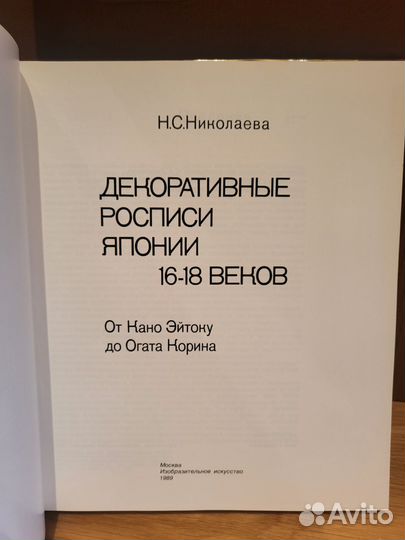 Н.С.Николаева
ДЕКОРАТИВНЫЕ
РОСПИСИ
ЯПОНИИ
16-18 ВЕКОВ
От Кано Эйтоку
до Огата Корина
Москва
Изобразительное искусство
1989
Avito